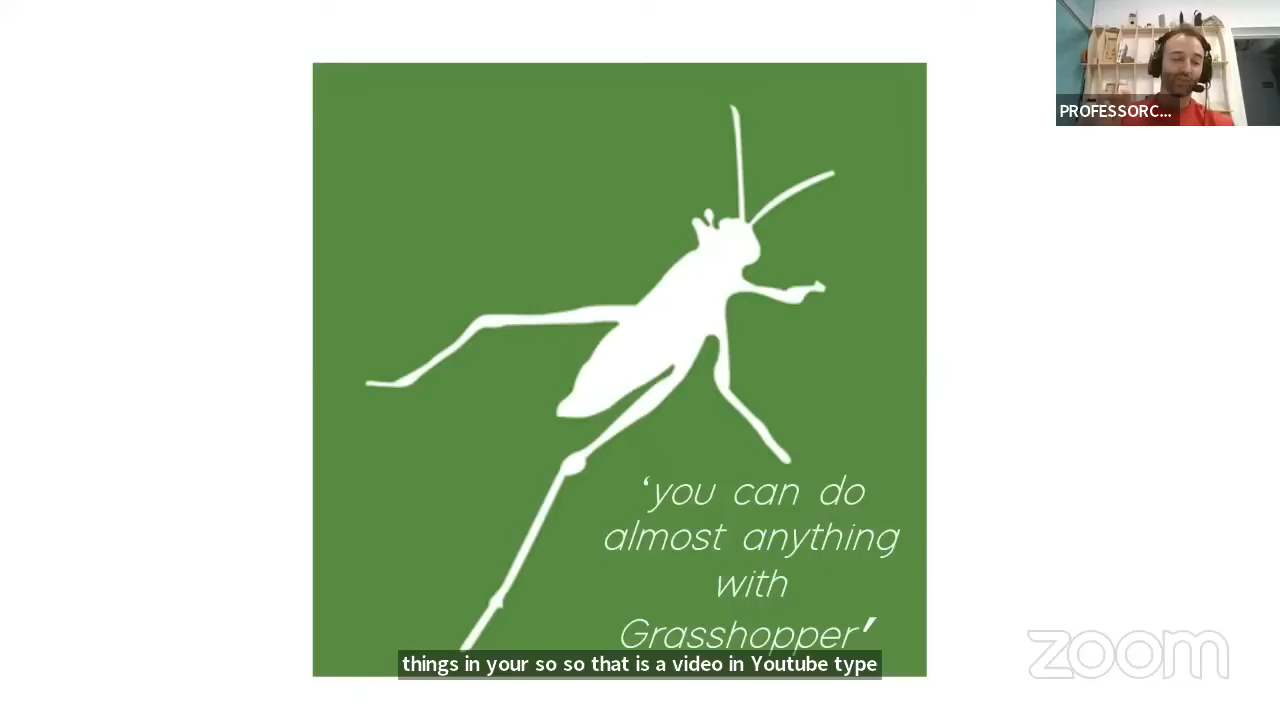 PROFESSORC...
‘you can do
almost anything
with
Grasshopper’
things in your so so that is a video in Youtube type
zoom